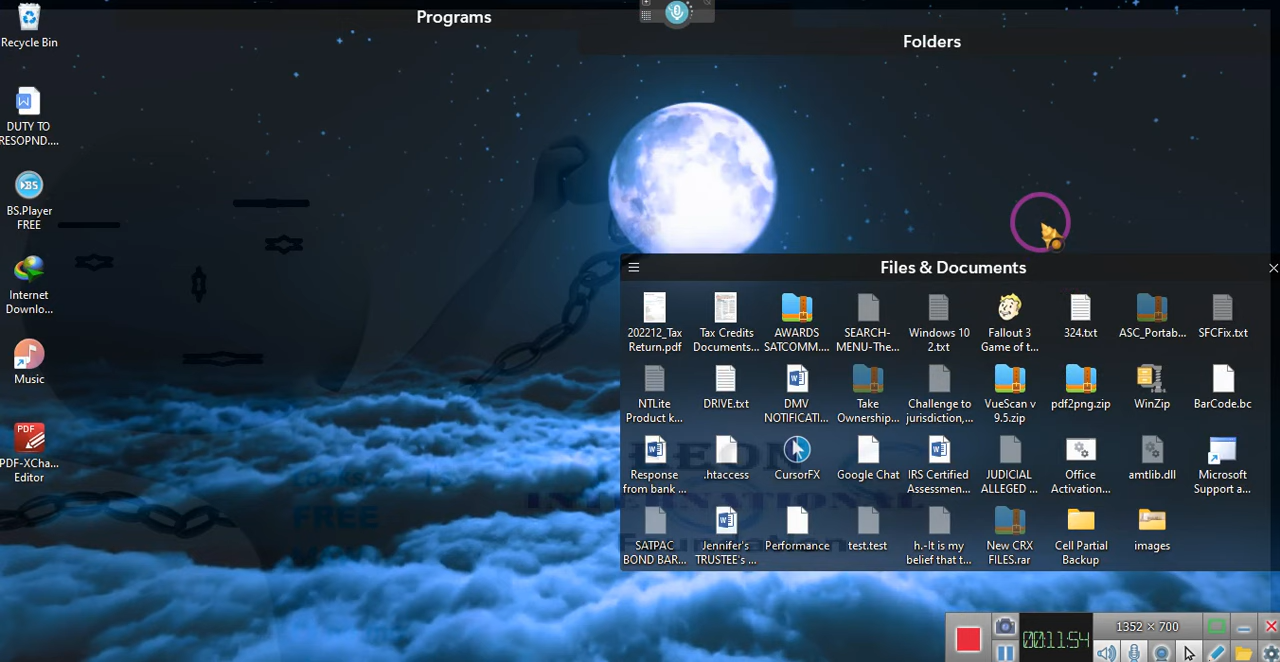 Programs
Folders
Recycle Bin
DUTY TO
RESOPND....
BS.Player
FREE
Internet
Downlo...
Music
PDF
PDF-XCha...
Editor
Files & Documents
202212_Tax
Return.pdf
Tax Credits
Documents...
AWARDS
SATCOMM....
SEARCH-
MENU-The...
Windows 10
2.txt
Fallout 3
Game of t...
324.txt
ASC_Portab...
SFCFix.txt
NTLite
Product k...
DRIVE.txt
DMV
NOTIFICATI...
Take
Ownership...
Challenge to
jurisdiction,...
VueScan v
9.5.zip
pdf2png.zip
WinZip
BarCode.bc
Response
from bank ...
.htaccess
CursorFX
Google Chat
IRS Certified
Assessmen...
JUDICIAL
ALLEGED ...
Office
Activation...
amtlib.dll
Microsoft
Support a...
SATPAC
BOND BAR...
Jennifer's
TRUSTEE's ...
Performance
test.test
h.-It is my
belief that t...
New CRX
FILES.rar
Cell Partial
Backup
images
FREE
INTERNATIONAL
00:11:54
1352 × 700